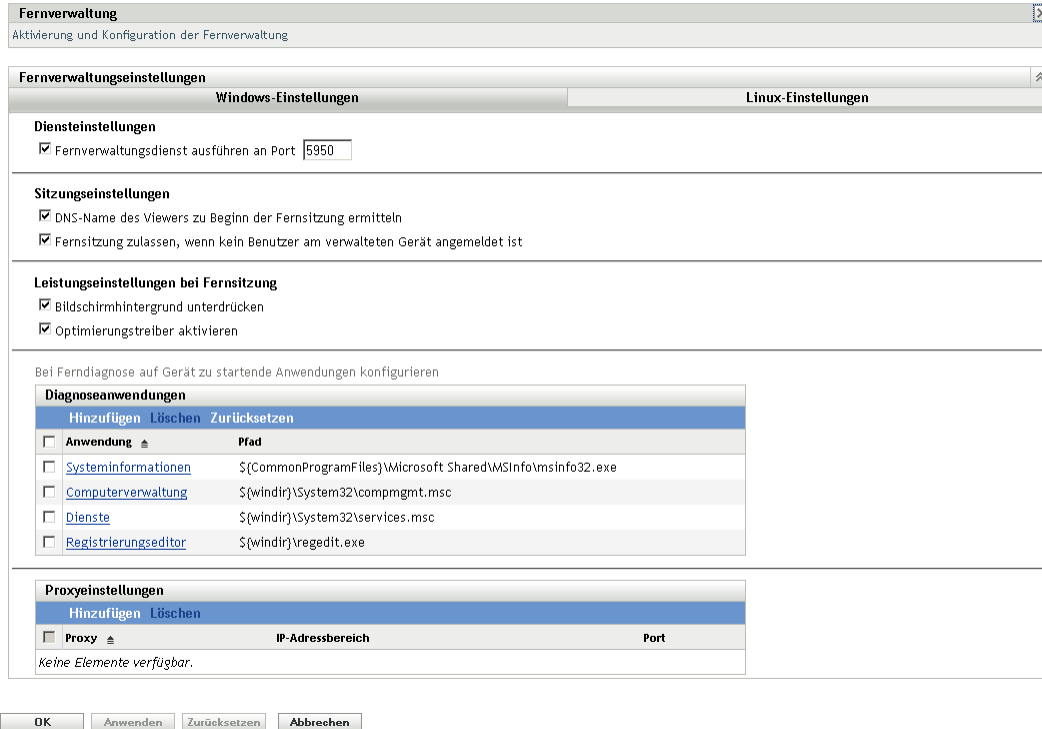 Fernverwaltung
Aktivierung und Konfiguration der Fernverwaltung
Fernverwaltungseinstellungen
Windows-Einstellungen Linux-Einstellungen
Diensteinstellungen
Fernverwaltungsdienst ausführen an Port 5950
Sitzungseinstellungen
DNS-Name des Viewers zu Beginn der Fernsitzung ermitteln
Fernsitzung zulassen, wenn kein Benutzer am verwalteten Gerät angemeldet ist
Leistungseinstellungen bei Fernsitzung
Bildschirmhintergrund unterdrücken
Optimierungstreiber aktivieren
Bei Ferndiagnose auf Gerät zu startende Anwendungen konfigurieren
Diagnoseanwendungen
Hinzufügen Löschen Zurücksetzen
Anwendung Pfad
Systeminformationen ${CommonProgramFiles}\Microsoft Shared\MSInfo\msinfo32.exe
Computerverwaltung ${windir}\System32\compmgmt.msc
Dienste ${windir}\System32\services.msc
Registrierungseditor ${windir}\regedit.exe
Proxyeinstellungen
Hinzufügen Löschen
Proxy IP-Adressbereich Port
Keine Elemente verfügbar.
OK Anwenden Zurücksetzen Abbrechen